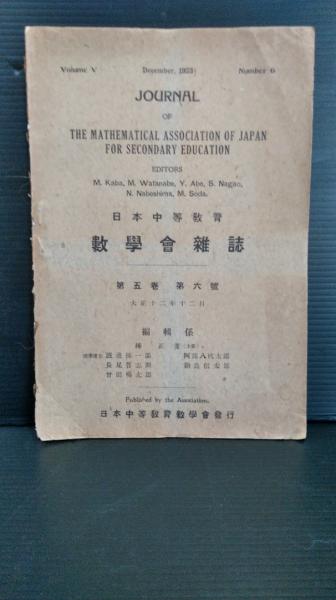 Volume V December, 1923 Number 6
JOURNAL
OF
THE MATHEMATICAL ASSOCIATION OF JAPAN
FOR SECONDARY EDUCATION
EDITORS
M. Kaba, M. Watanabe, Y. Abe, S. Nagao,
N. Nabeshima, M. Soda.
日本中等敎育
數學會雜誌
第五卷 第六號
大正十二年十二月
編輯係
Published by the Association.
日本中等敎育數學會發行